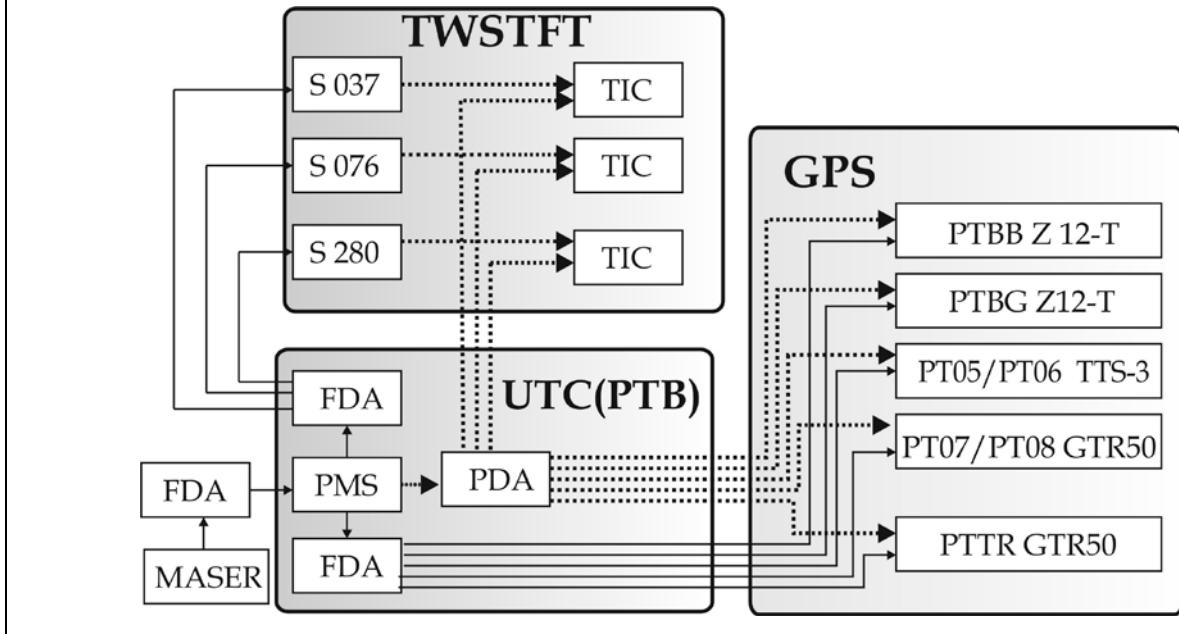 TWSTFT
S 037
TIC
S 076
TIC
S 280
TIC
GPS
PTBB Z 12-T
PTBG Z12-T
PT05/PT06 TTS-3
PT07/PT08 GTR50
PTTR GTR50
UTC(PTB)
FDA
PMS
PDA
FDA
FDA
MASER